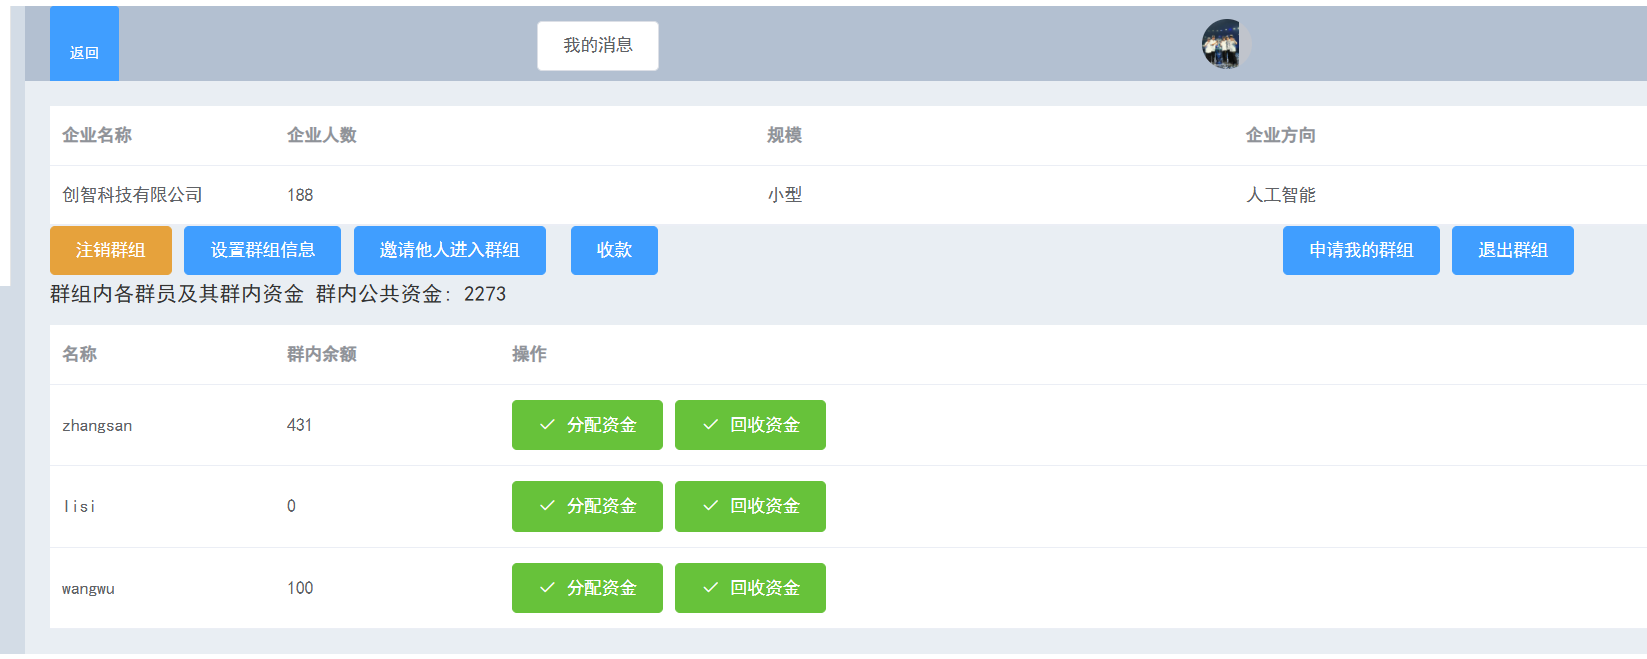 返回 我的消息
企业名称 企业人数 规模 企业方向
创智科技有限公司 188 小型 人工智能
注销群组 设置群组信息 邀请他人进入群组 收款 申请我的群组 退出群组
群组内各群员及其群内资金 群内公共资金: 2273
名称 群内余额 操作
zhangsan 431 分配资金 回收资金
lisi 0 分配资金 回收资金
wangwu 100 分配资金 回收资金